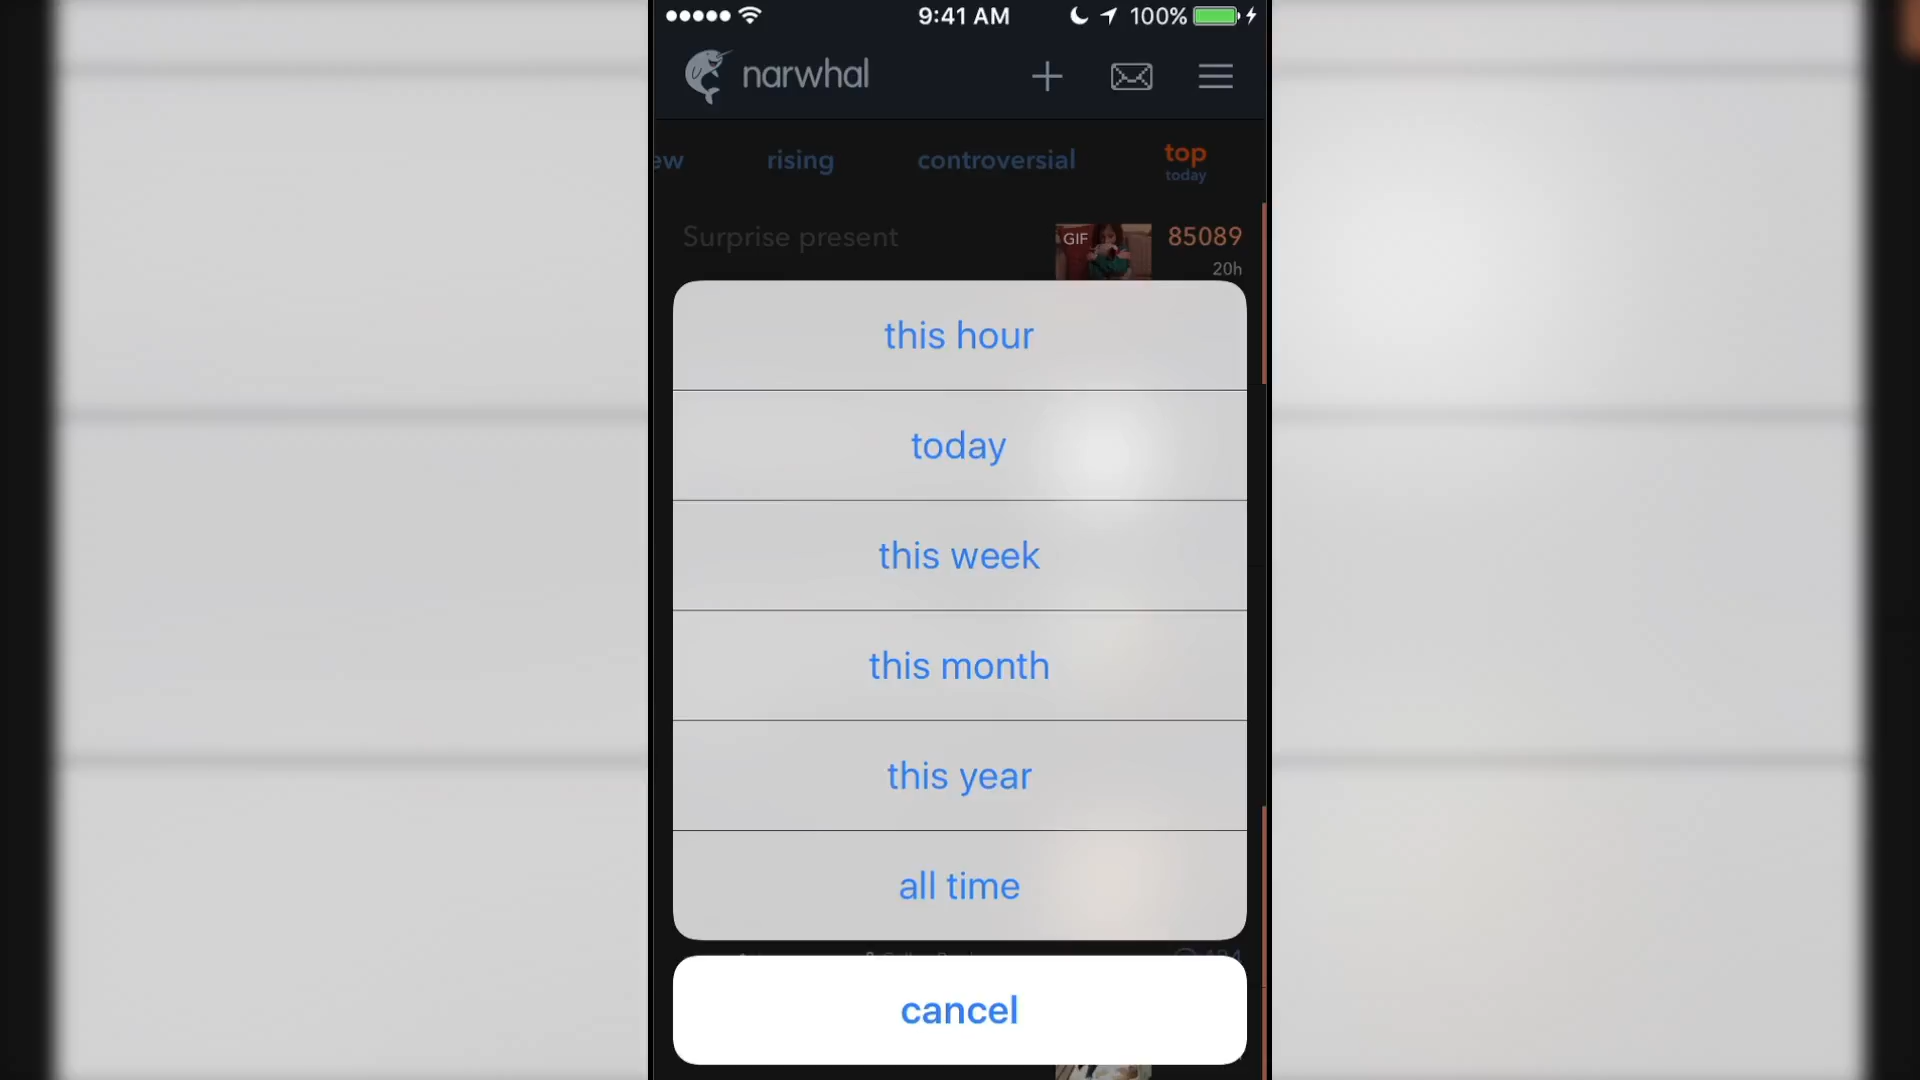 9:41 AM 100%
narwhal
ew rising controversial top
today
Surprise present GIF 85089
20h
this hour
today
this week
this month
this year
all time
cancel